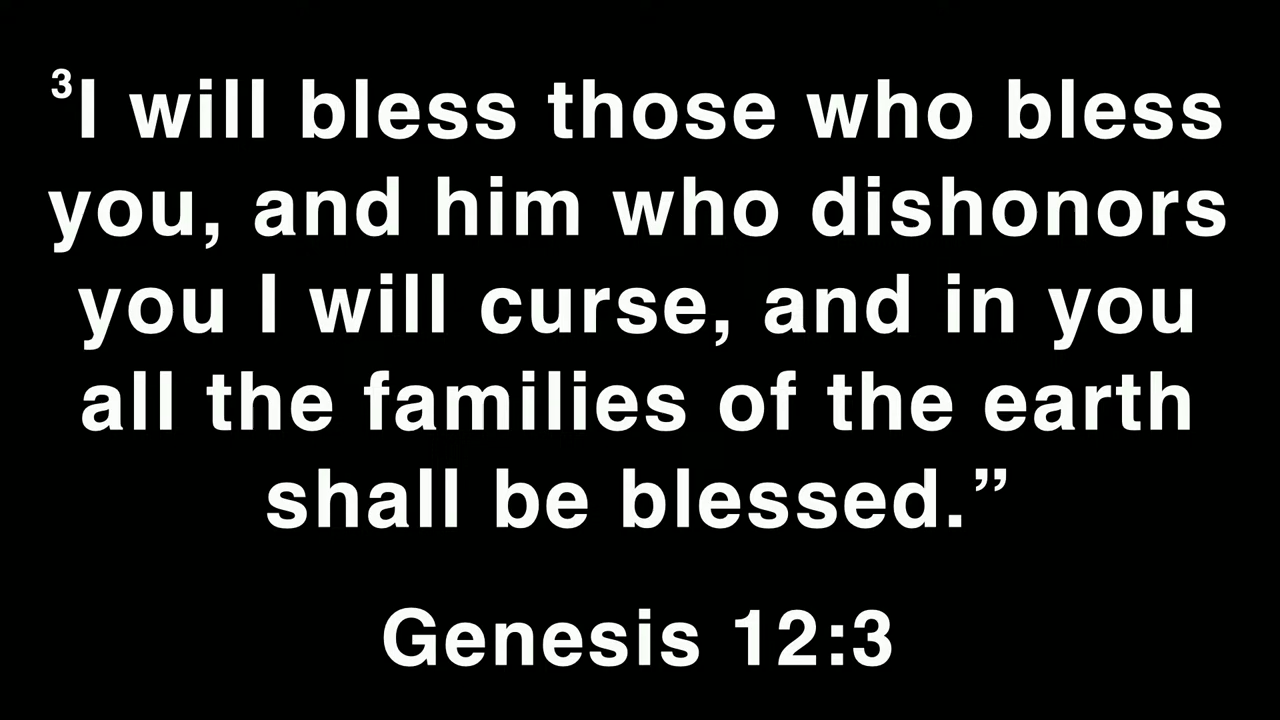 ³I will bless those who bless
you, and him who dishonors
you I will curse, and in you
all the families of the earth
shall be blessed.”
Genesis 12:3